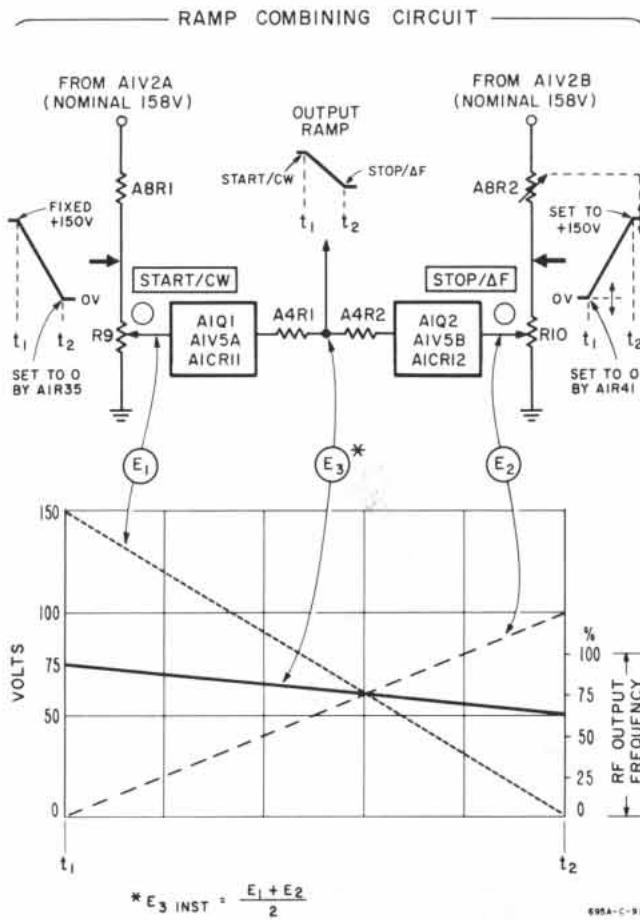 RAMP COMBINING CIRCUIT
FROM A1V2A
(NOMINAL 158V)
OUTPUT
RAMP
FROM A1V2B
(NOMINAL 158V)
START/CW
STOP/ΔF
t1
t2
A8R1
A8R2
FIXED
+150V
0V
t1
t2
SET TO 0
BY A1R35
R9
START/CW
A1Q1
A1V5A
A1CR11
A4R1
A4R2
STOP/ΔF
A1Q2
A1V5B
A1CR12
R10
SET TO
+150V
0V
t1
t2
SET TO 0
BY A1R41
E1
E3*
E2
VOLTS
150
100
75
50
0
%
100
75
50
25
0
RF OUTPUT
FREQUENCY
t1
t2
* E3 INST = E1 + E2
2